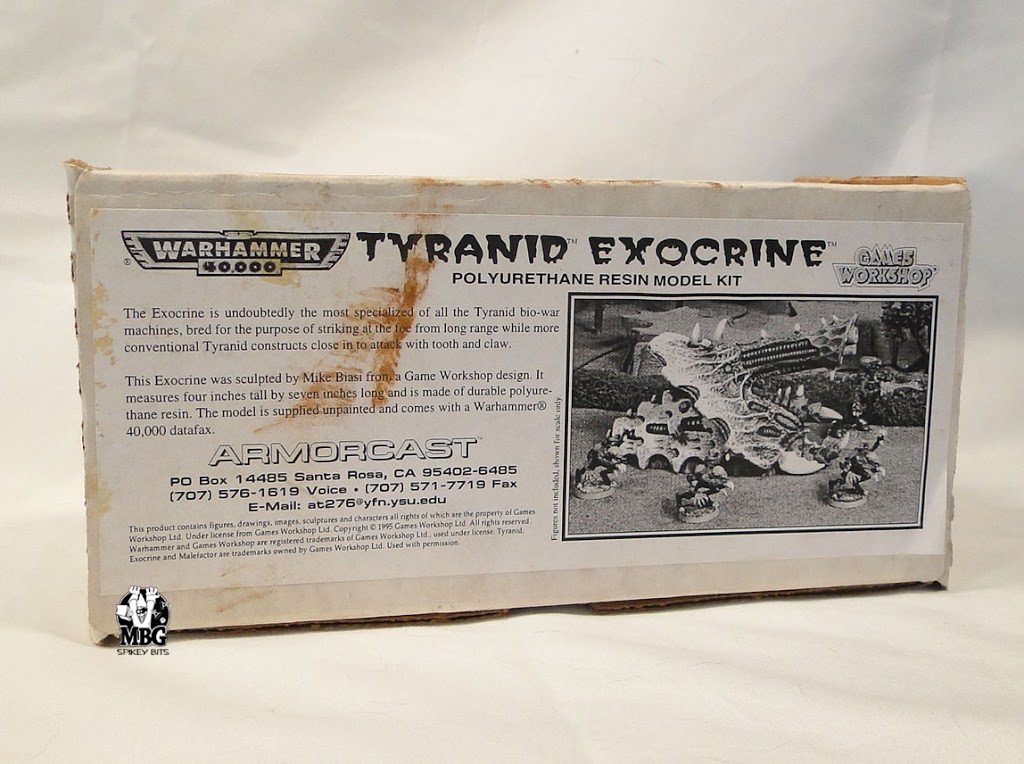 WARHAMMER®
40,000
TYRANID™ EXOCRINE™
GAMES
WORKSHOP®
POLYURETHANE RESIN MODEL KIT
The Exocrine is undoubtedly the most specialized of all the Tyranid bio-war
machines, bred for the purpose of striking at the foe from long range while more
conventional Tyranid constructs close in to attack with tooth and claw.
This Exocrine was sculpted by Mike Biasi from a Game Workshop design. It
measures four inches tall by seven inches long and is made of durable polyure-
thane resin. The model is supplied unpainted and comes with a Warhammer®
40,000 datafax.
ARMORCAST™
PO Box 14485 Santa Rosa, CA 95402-6485
(707) 576-1619 Voice • (707) 571-7719 Fax
E-Mail: at276@yfn.ysu.edu
This product contains figures, drawings, images, sculptures and characters all rights of which are the property of Games
Workshop Ltd. Under license from Games Workshop Ltd. Copyright © 1995 Games Workshop Ltd. All rights reserved.
Warhammer and Games Workshop are registered trademarks of Games Workshop Ltd., used under license. Tyranid,
Exocrine and Malefactor are trademarks owned by Games Workshop Ltd. Used with permission.
Figures not included, shown for scale only.
MBG
SPIKEY BITS